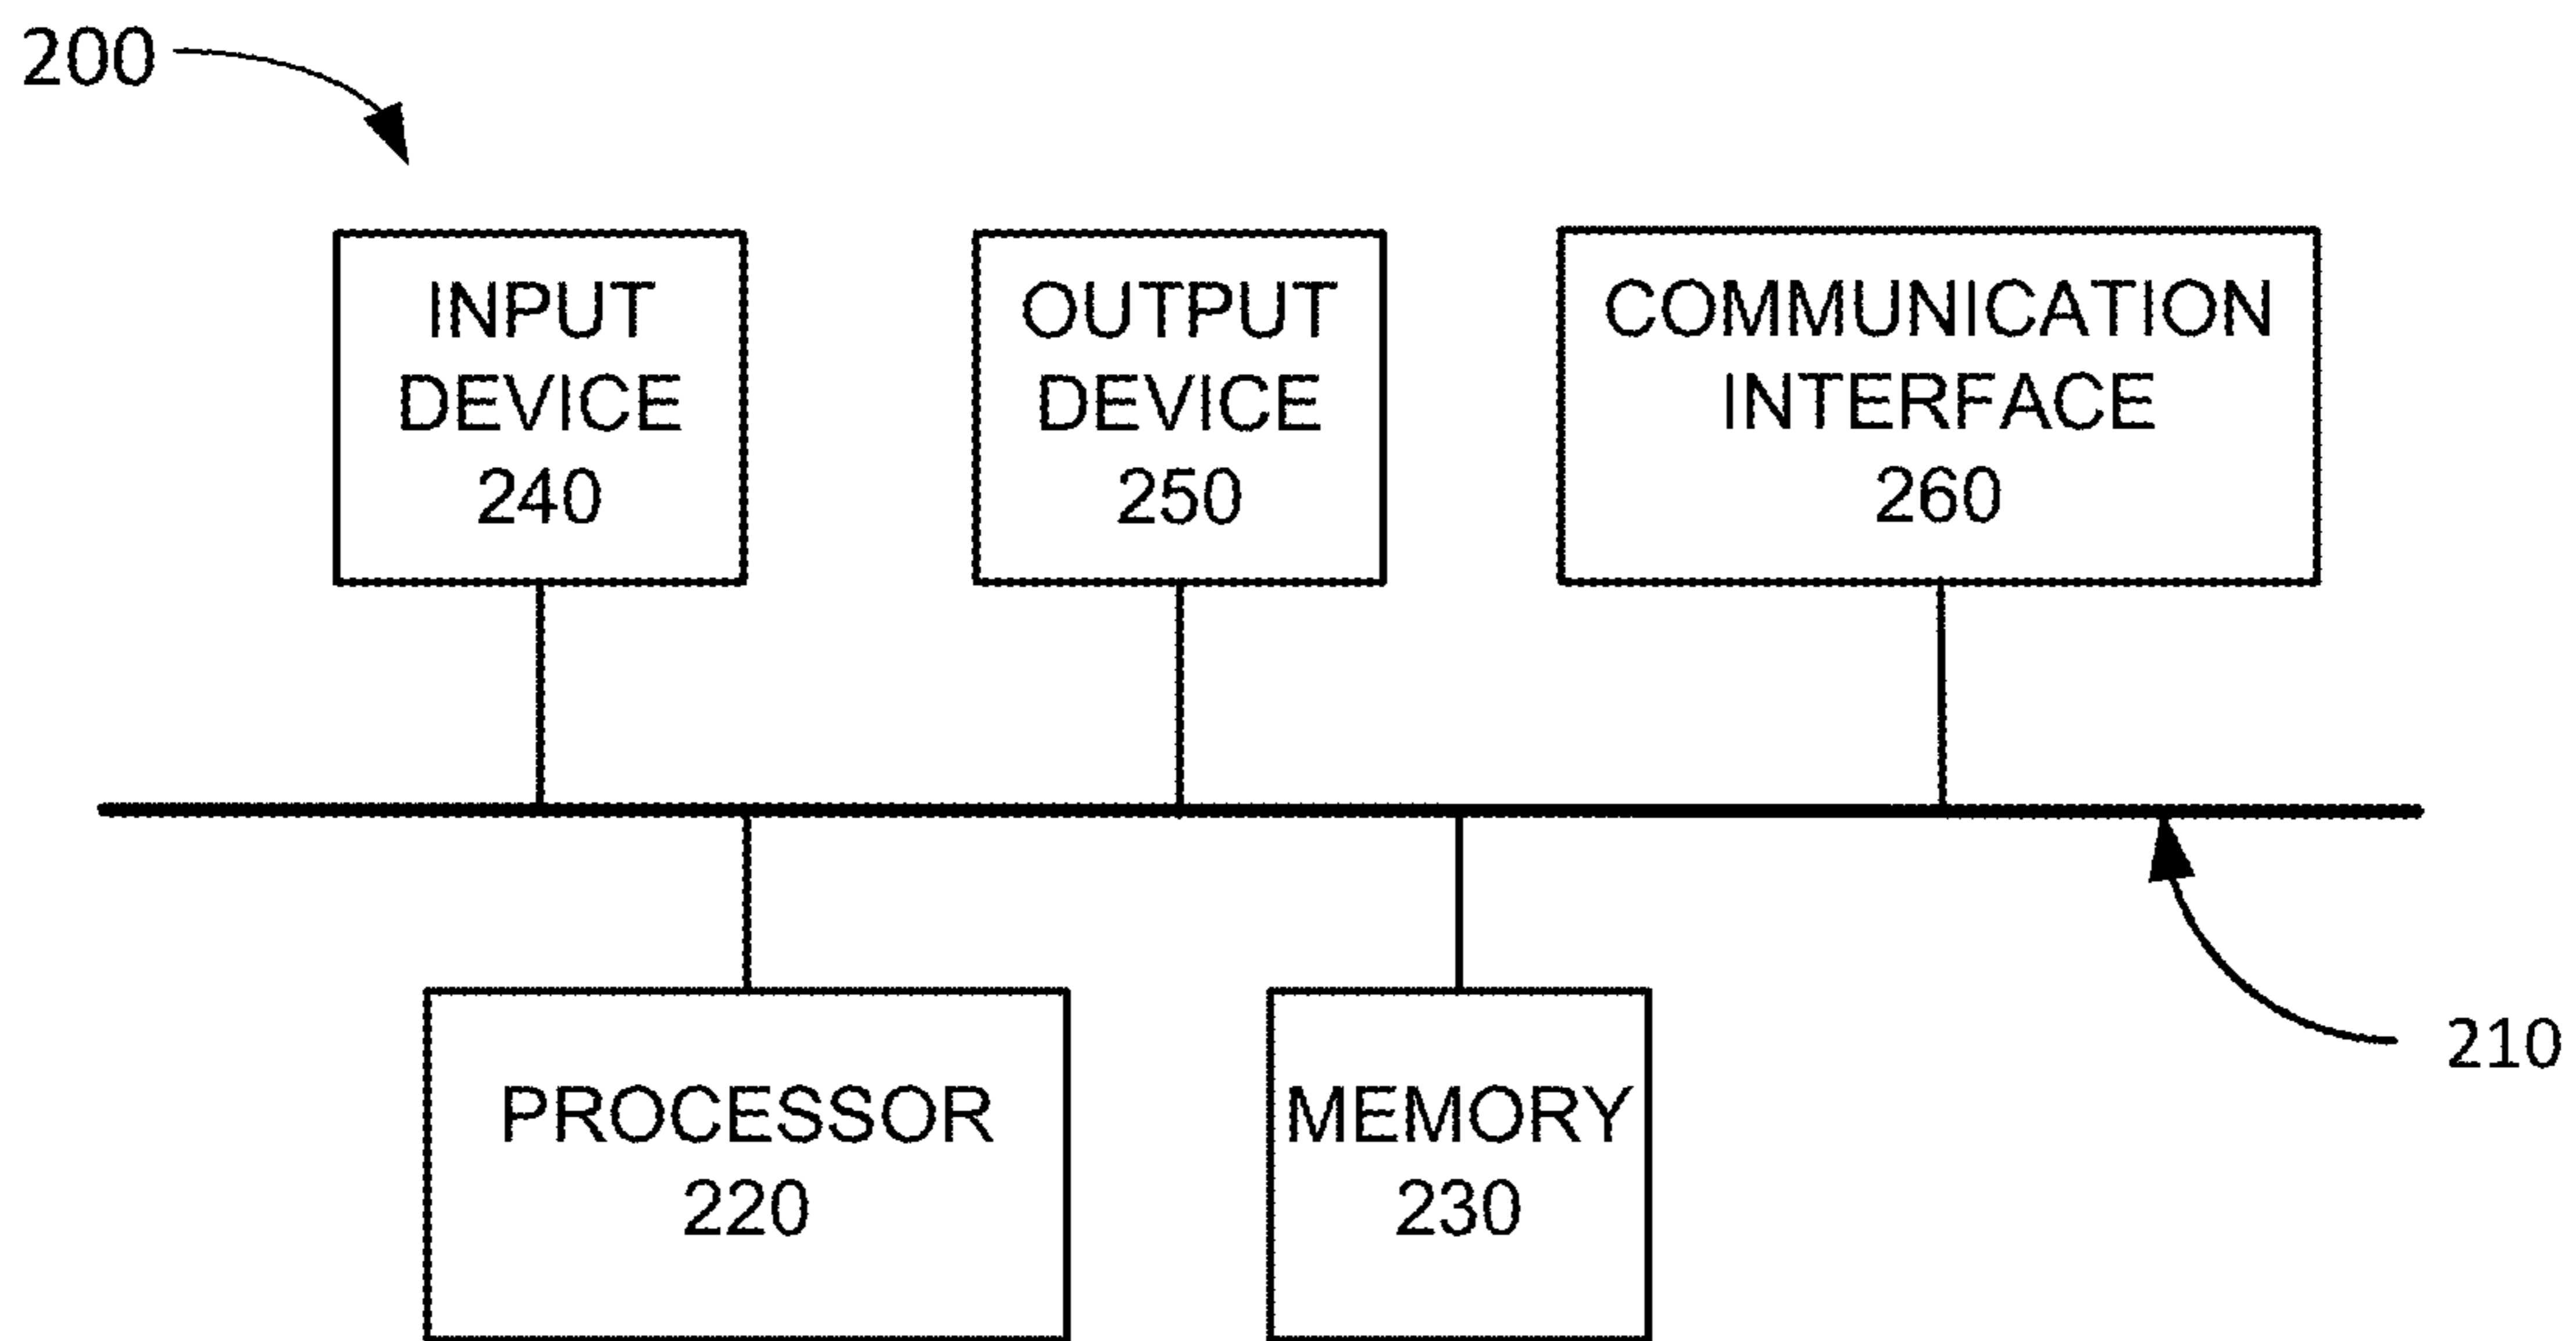 200
INPUT
DEVICE
240
OUTPUT
DEVICE
250
COMMUNICATION
INTERFACE
260
PROCESSOR
220
MEMORY
230
210